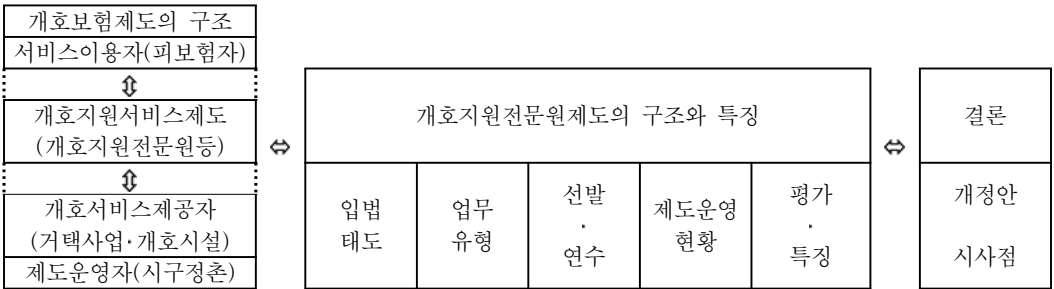 개호보험제도의 구조
서비스이용자(피보험자)
⇕
개호지원서비스제도
(개호지원전문원등)
⇕
개호서비스제공자
(거택사업·개호시설)
제도운영자(시구정촌)
⇔
개호지원전문원제도의 구조와 특징
입법
태도
업무
유형
선발
·
연수
제도운영
현황
평가
·
특징
⇔
결론
개정안
시사점